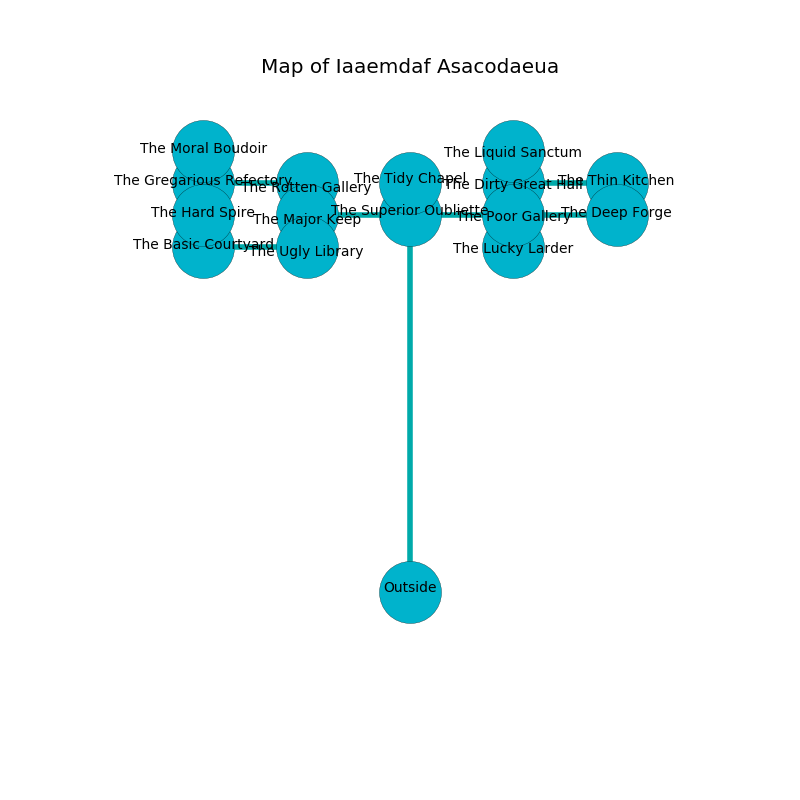 Map of Iaaemdaf Asacodaeua
The Moral Boudoir
The Liquid Sanctum
The Gregarious Refectory
The Rotten Gallery
The Tidy Chapel
The Dirty Great Hall
The Thin Kitchen
The Hard Spire
The Major Keep
The Superior Oubliette
The Poor Gallery
The Deep Forge
The Basic Courtyard
The Ugly Library
The Lucky Larder
Outside